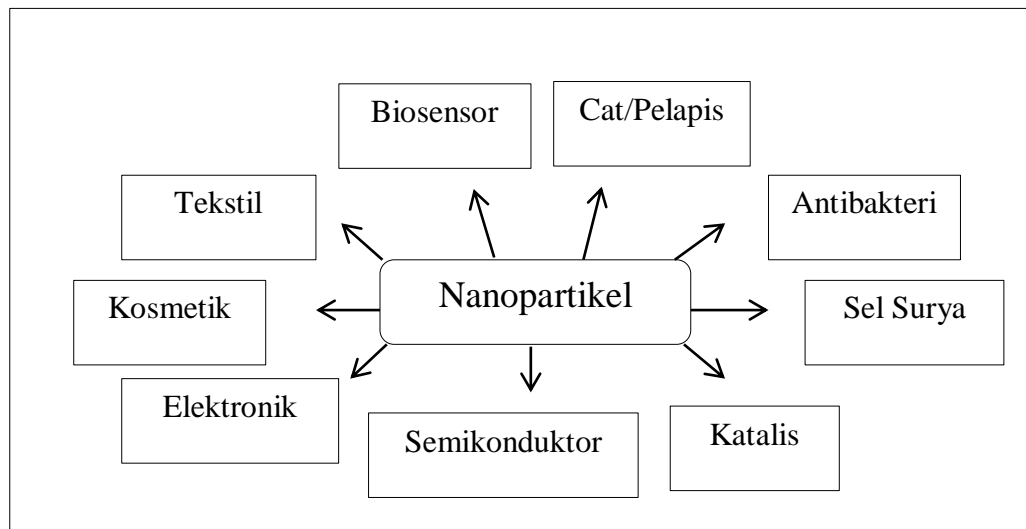 Biosensor
Cat/Pelapis
Tekstil
Antibakteri
Nanopartikel
Kosmetik
Sel Surya
Elektronik
Semikonduktor
Katalis